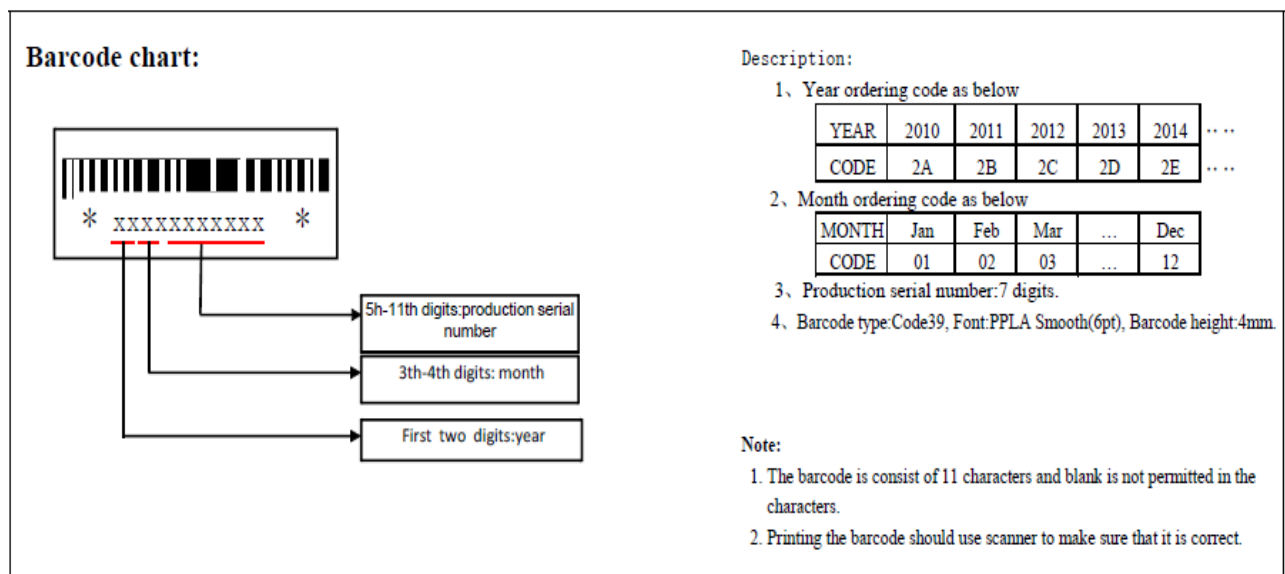 Barcode chart:
* XXXXXXXXXXX *
5h-11th digits:production serial
number
3th-4th digits: month
First two digits:year
Description:
1、Year ordering code as below
YEAR 2010 2011 2012 2013 2014 .. ..
CODE 2A 2B 2C 2D 2E .. ..
2、Month ordering code as below
MONTH Jan Feb Mar ... Dec
CODE 01 02 03 ... 12
3、Production serial number:7 digits.
4、Barcode type:Code39, Font:PPLA Smooth(6pt), Barcode height:4mm.
Note:
1. The barcode is consist of 11 characters and blank is not permitted in the
characters.
2. Printing the barcode should use scanner to make sure that it is correct.